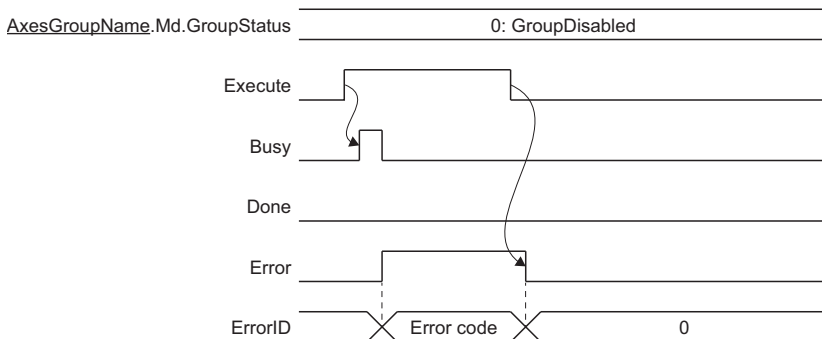 AxesGroupName.Md.GroupStatus 0: GroupDisabled
Execute
Busy
Done
Error
ErrorID Error code 0